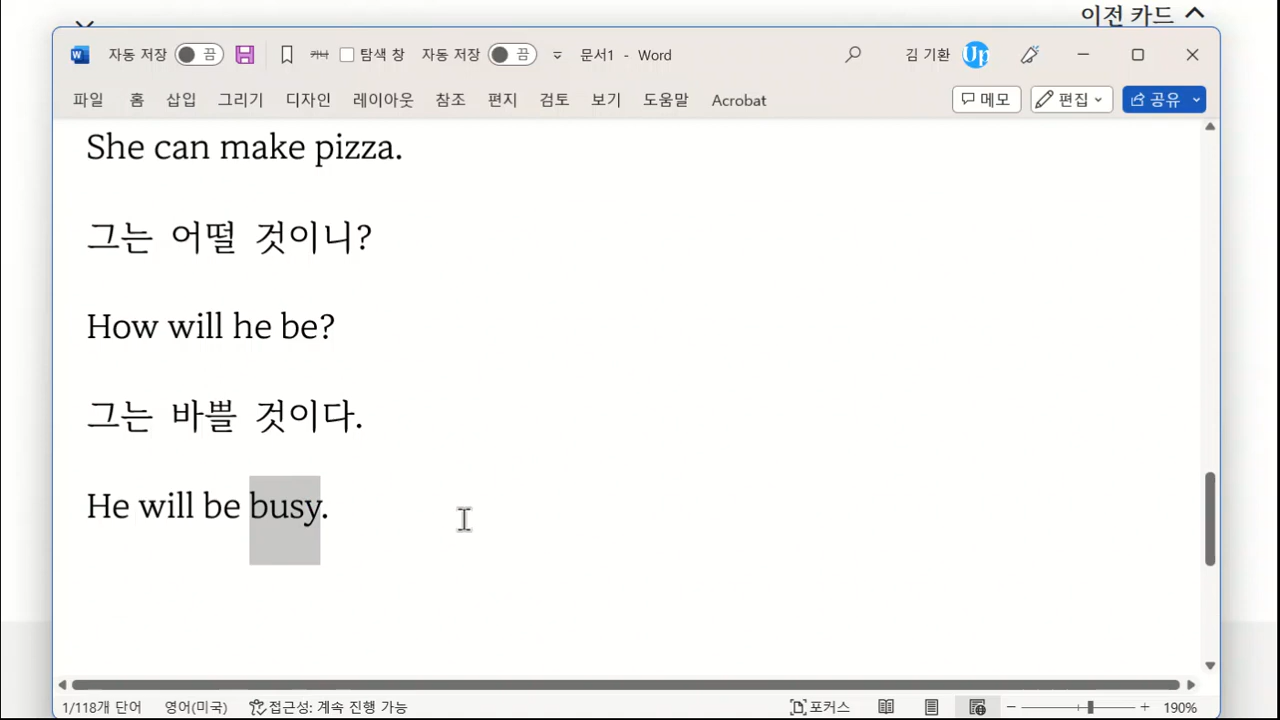 이전 카드
자동 저장 끔 가나 탐색 창 자동 저장 끔 문서1 - Word 김 기환 Up
파일 홈 삽입 그리기 디자인 레이아웃 참조 편지 검토 보기 도움말 Acrobat 메모 편집 공유
She can make pizza.
그는 어떨 것이니?
How will he be?
그는 바쁠 것이다.
He will be busy.
1/118개 단어 영어(미국) 접근성: 계속 진행 가능 포커스 190%